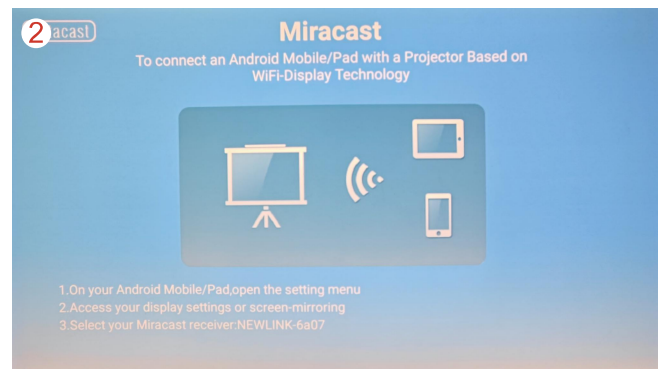 2
acast
Miracast
To connect an Android Mobile/Pad with a Projector Based on
WiFi-Display Technology
1.On your Android Mobile/Pad,open the setting menu
2.Access your display settings or screen-mirroring
3.Select your Miracast receiver:NEWLINK-6a07